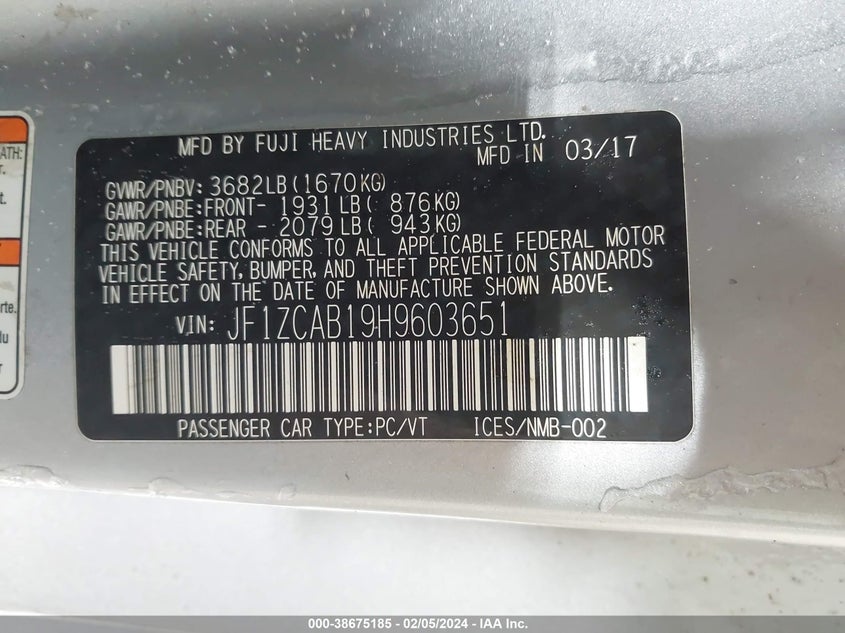 MFD BY FUJI HEAVY INDUSTRIES LTD.
MFD IN 03/17
GVWR/PNBV: 3682LB(1670KG)
GAWR/PNBE:FRONT- 1931LB( 876KG)
GAWR/PNBE:REAR - 2079LB( 943KG)
THIS VEHICLE CONFORMS TO ALL APPLICABLE FEDERAL MOTOR
VEHICLE SAFETY, BUMPER, AND THEFT PREVENTION STANDARDS
IN EFFECT ON THE DATE OF MANUFACTURE SHOWN ABOVE.
VIN: JF1ZCAB19H9603651
PASSENGER CAR TYPE:PC/VT ICES/NMB-002
000-38675185 - 02/05/2024 - IAA Inc.